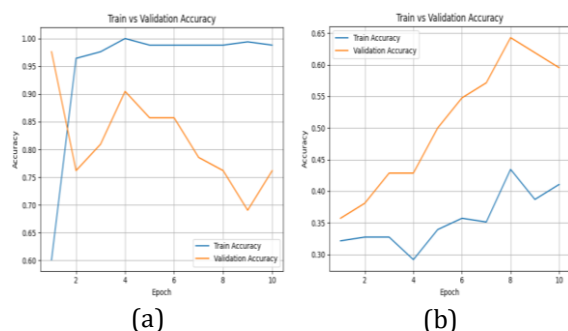 Train vs Validation Accuracy
1.00
0.95
0.90
0.85
0.80
0.75
0.70
0.65
0.60
Accuracy
Train Accuracy
Validation Accuracy
2 4 6 8 10
Epoch
(a)
Train vs Validation Accuracy
0.65
0.60
0.55
0.50
0.45
0.40
0.35
0.30
Accuracy
Train Accuracy
Validation Accuracy
2 4 6 8 10
Epoch
(b)